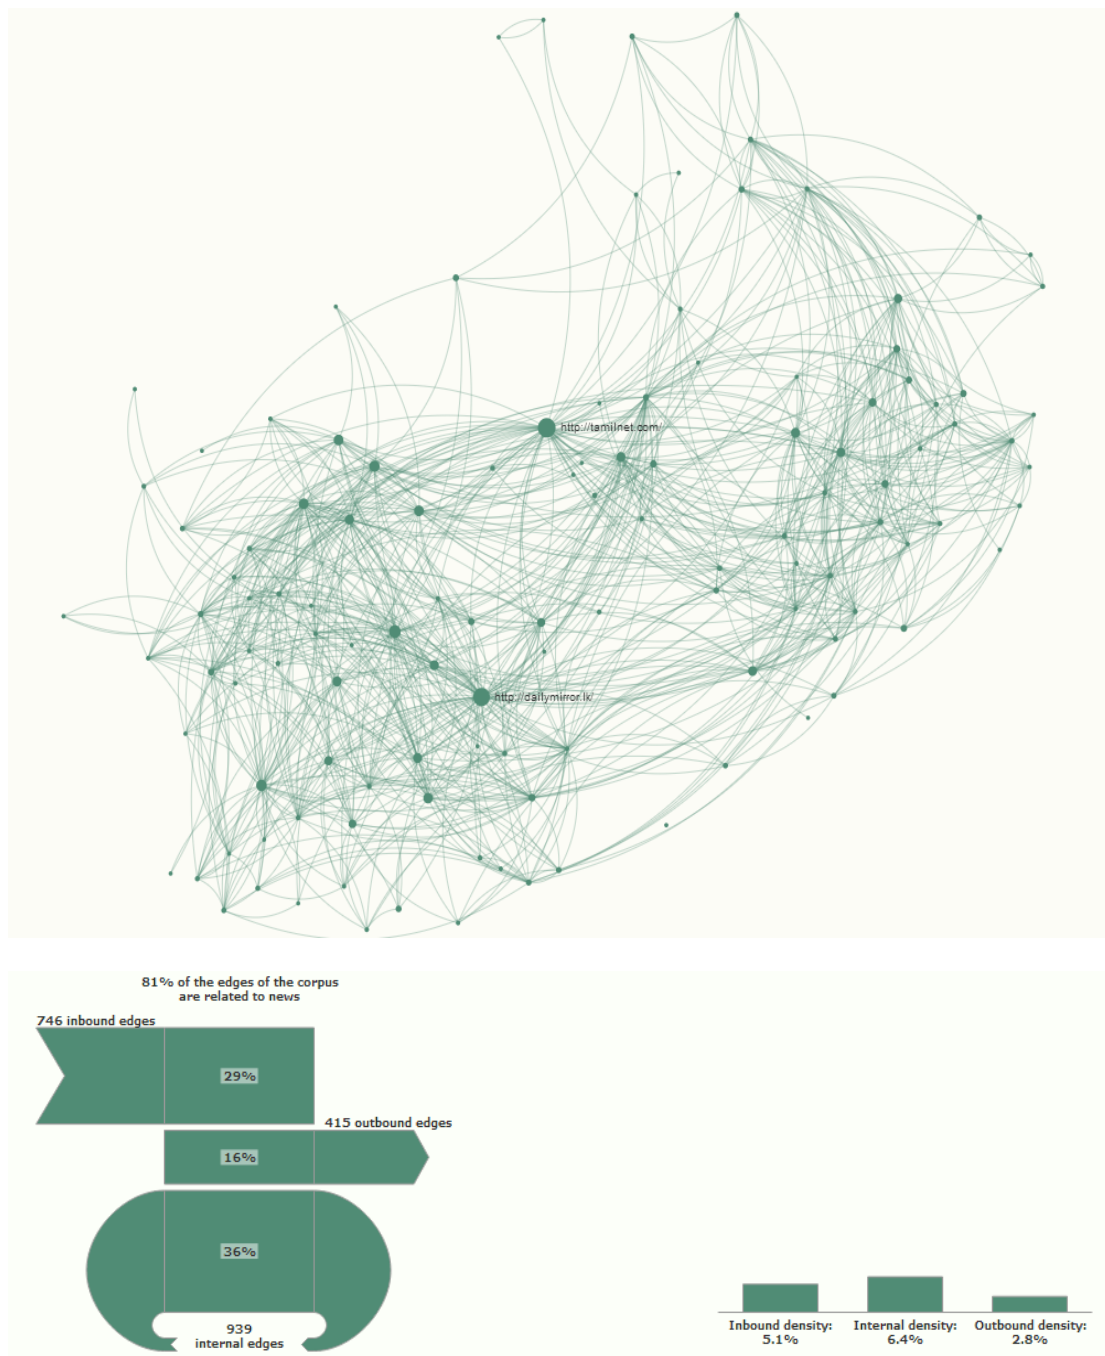 http://tamilnet.com/
http://dailymirror.lk/
81% of the edges of the corpus
are related to news
746 inbound edges
29%
415 outbound edges
16%
36%
939
internal edges
Inbound density:
5.1%
Internal density:
6.4%
Outbound density:
2.8%